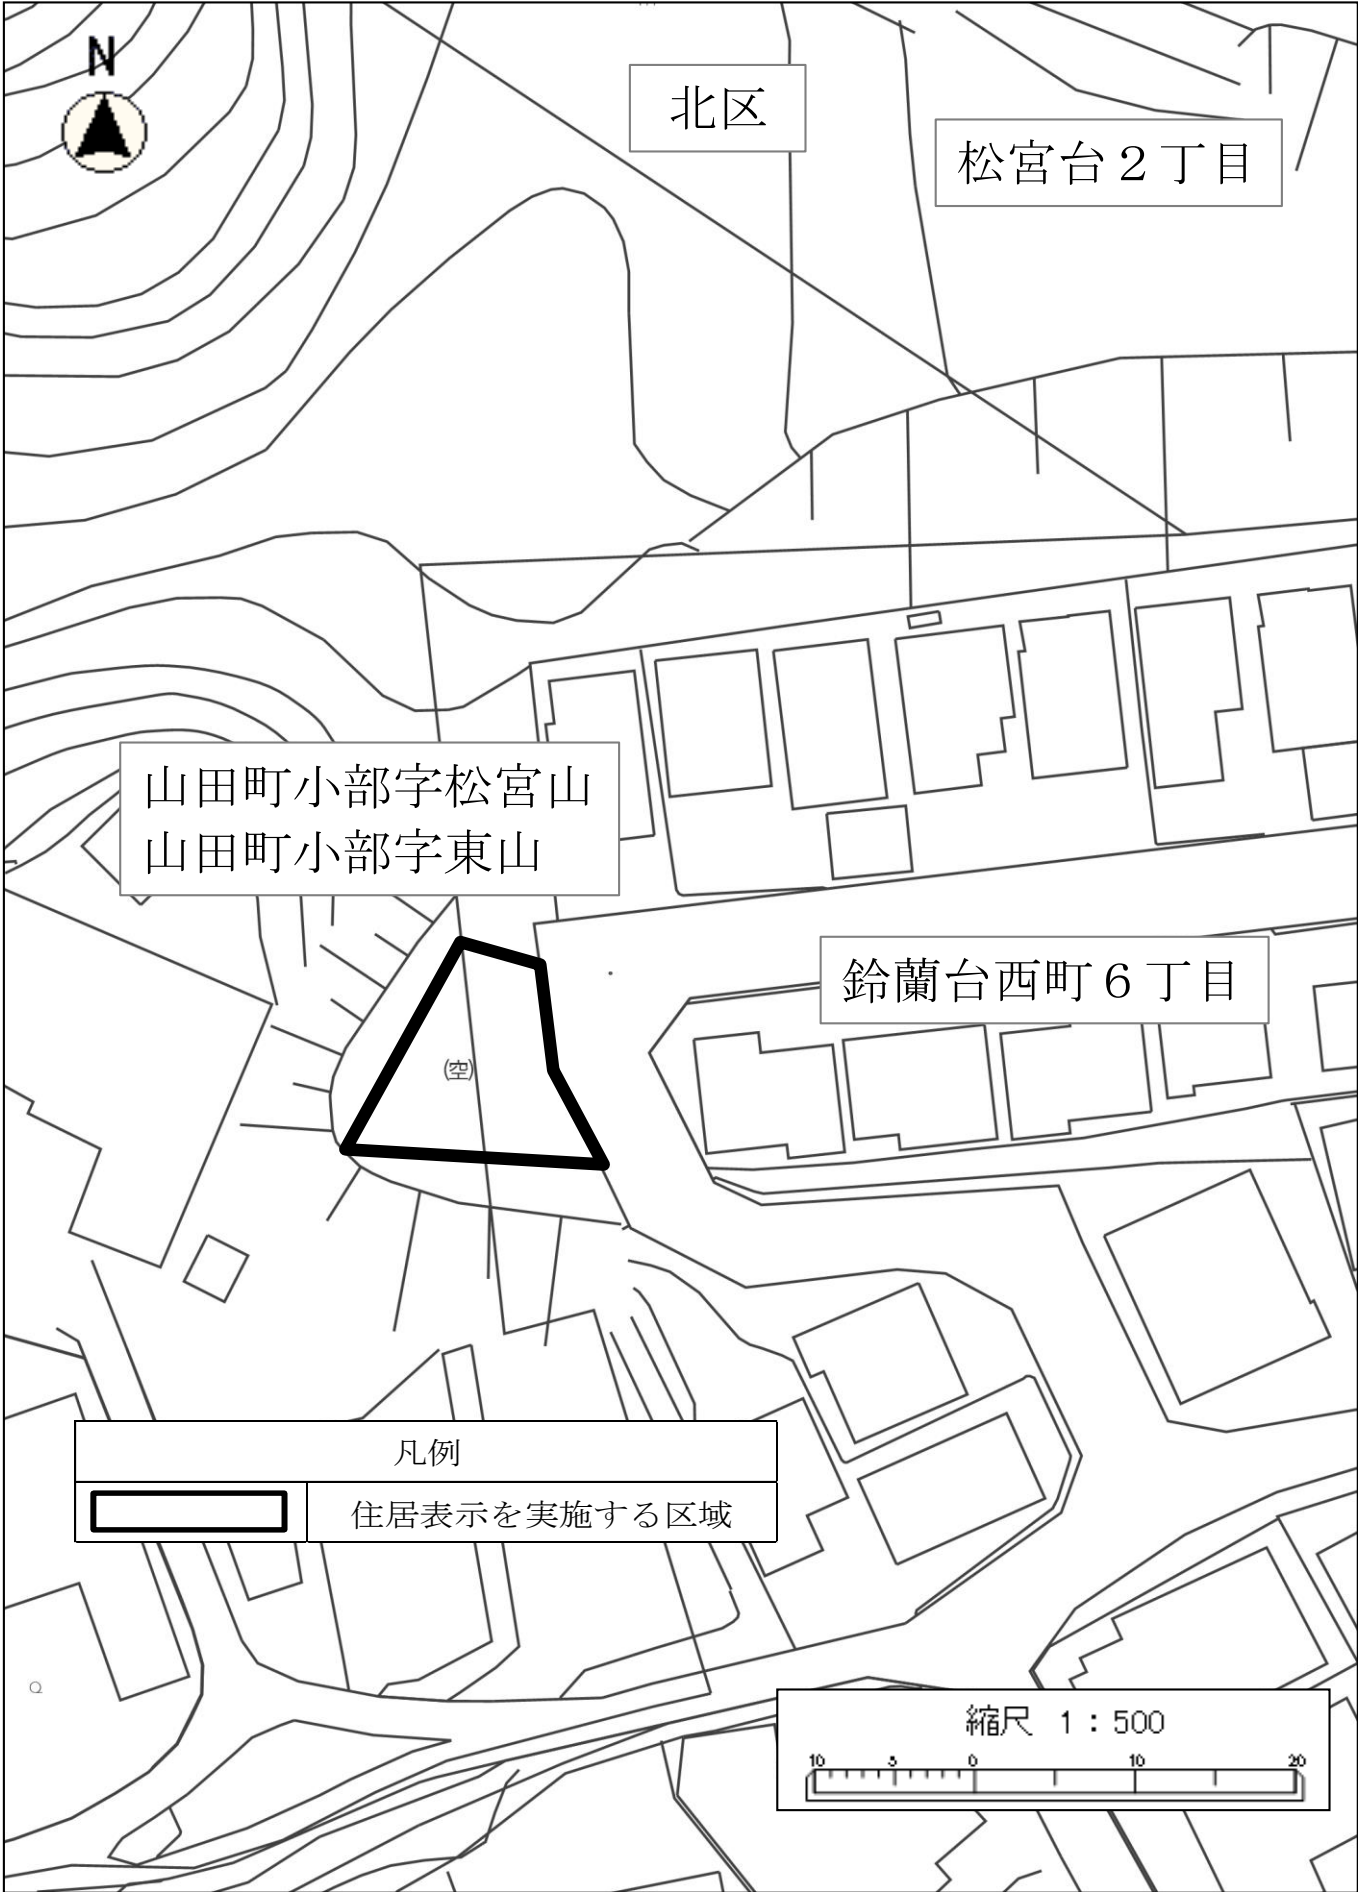 N
北区
松宮台２丁目
山田町小部字松宮山
山田町小部字東山
鈴蘭台西町６丁目
(空)
凡例
住居表示を実施する区域
縮尺 1：500
10 5 0 10 20